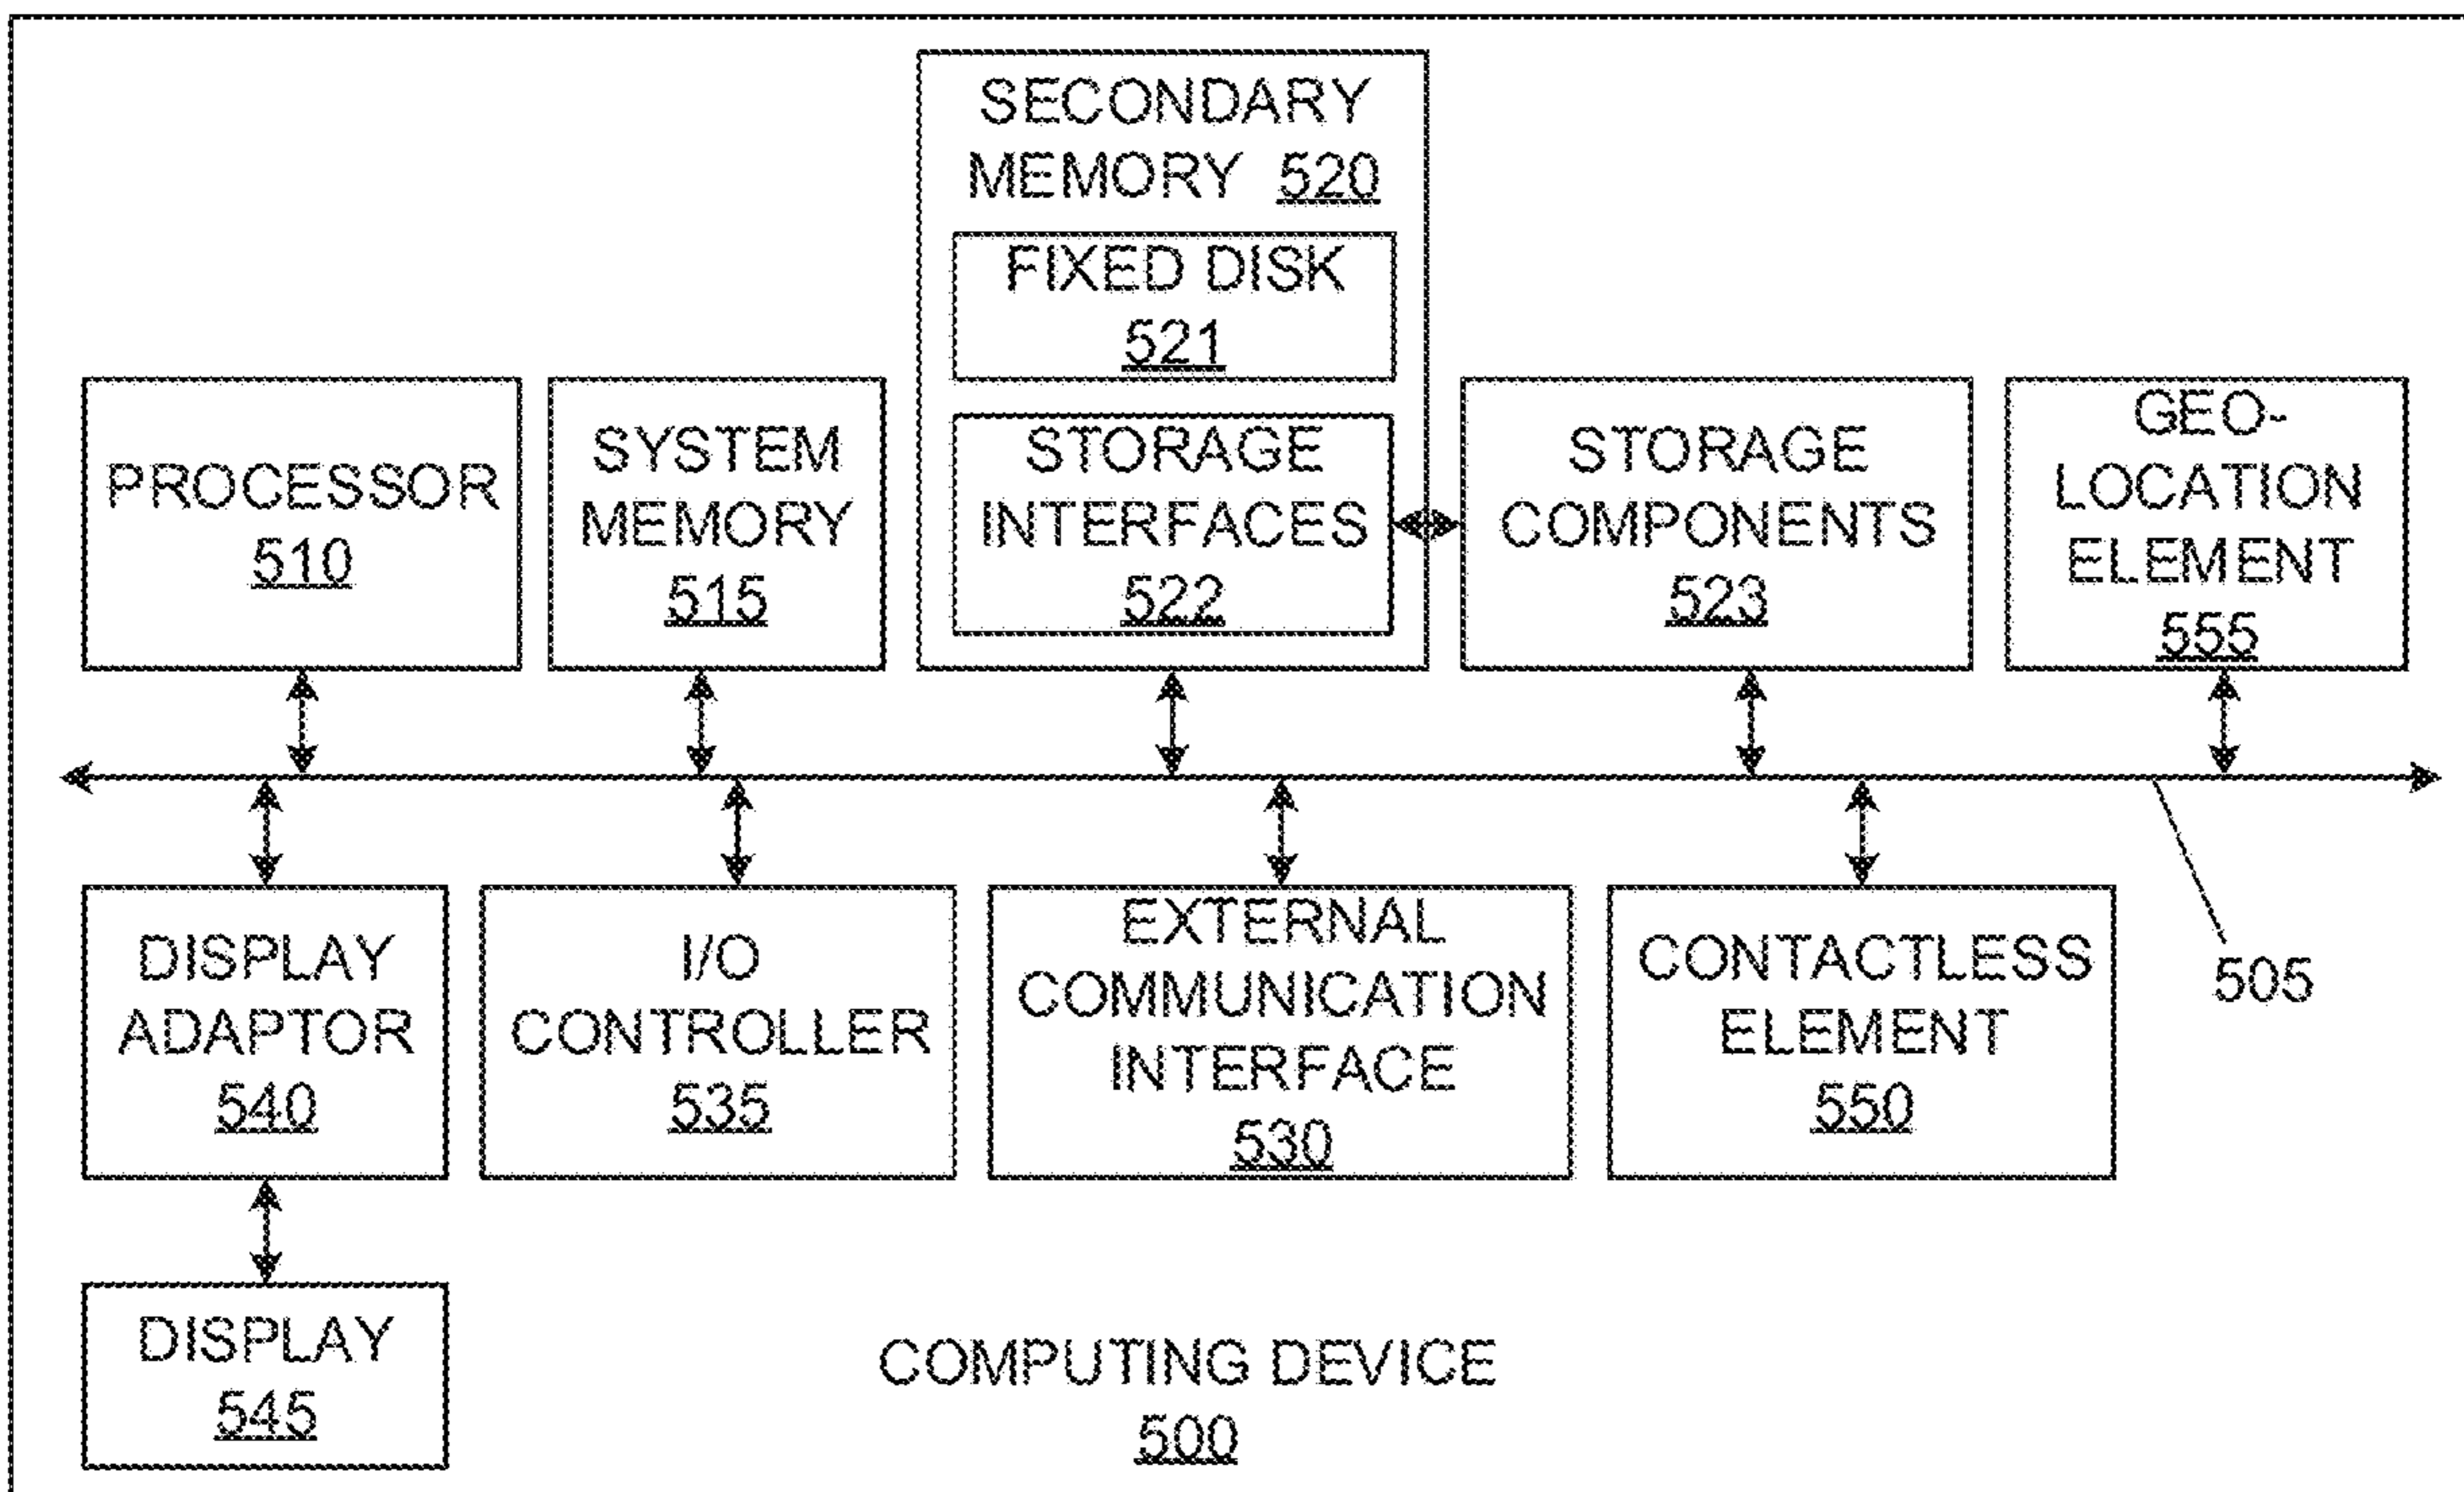 SECONDARY
MEMORY 520
FIXED DISK
521
STORAGE
INTERFACES
522
PROCESSOR
510
SYSTEM
MEMORY
515
STORAGE
COMPONENTS
523
GEO-
LOCATION
ELEMENT
555
DISPLAY
ADAPTOR
540
I/O
CONTROLLER
535
EXTERNAL
COMMUNICATION
INTERFACE
530
CONTACTLESS
ELEMENT
550
505
DISPLAY
545
COMPUTING DEVICE
500